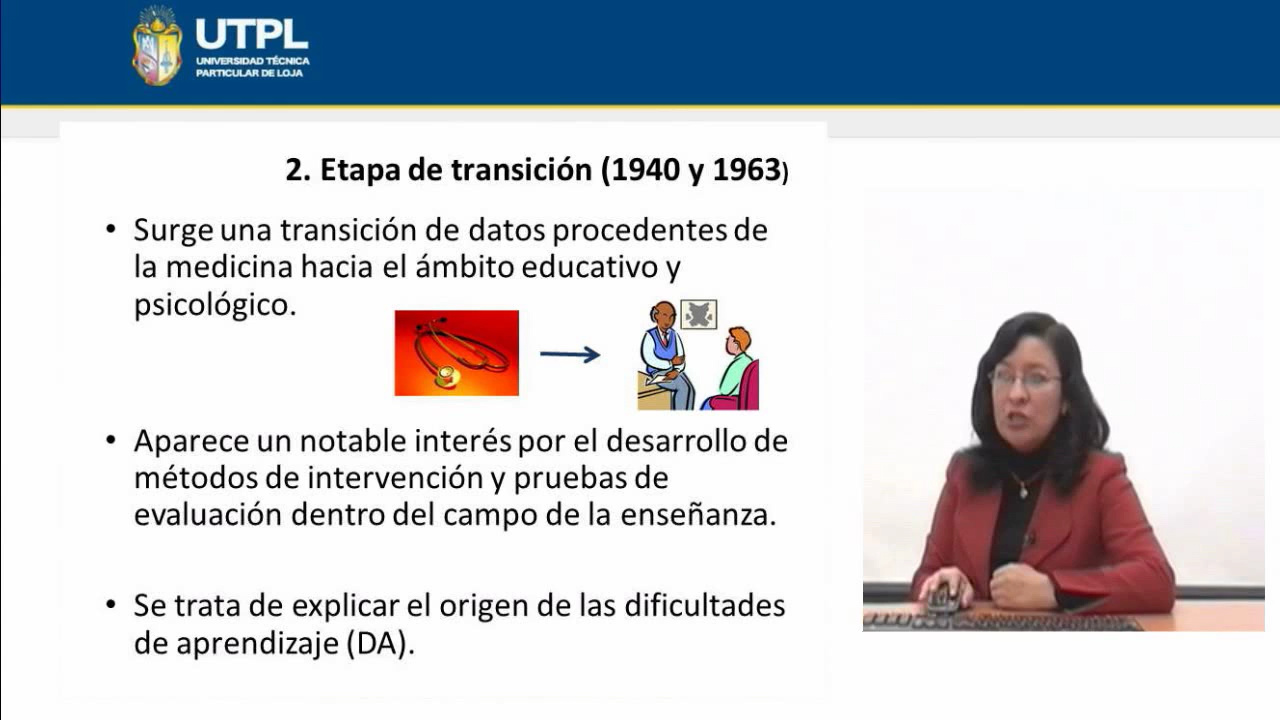 UTPL
UNIVERSIDAD TÉCNICA
PARTICULAR DE LOJA
2. Etapa de transición (1940 y 1963)
• Surge una transición de datos procedentes de
la medicina hacia el ámbito educativo y
psicológico.
• Aparece un notable interés por el desarrollo de
métodos de intervención y pruebas de
evaluación dentro del campo de la enseñanza.
• Se trata de explicar el origen de las dificultades
de aprendizaje (DA).